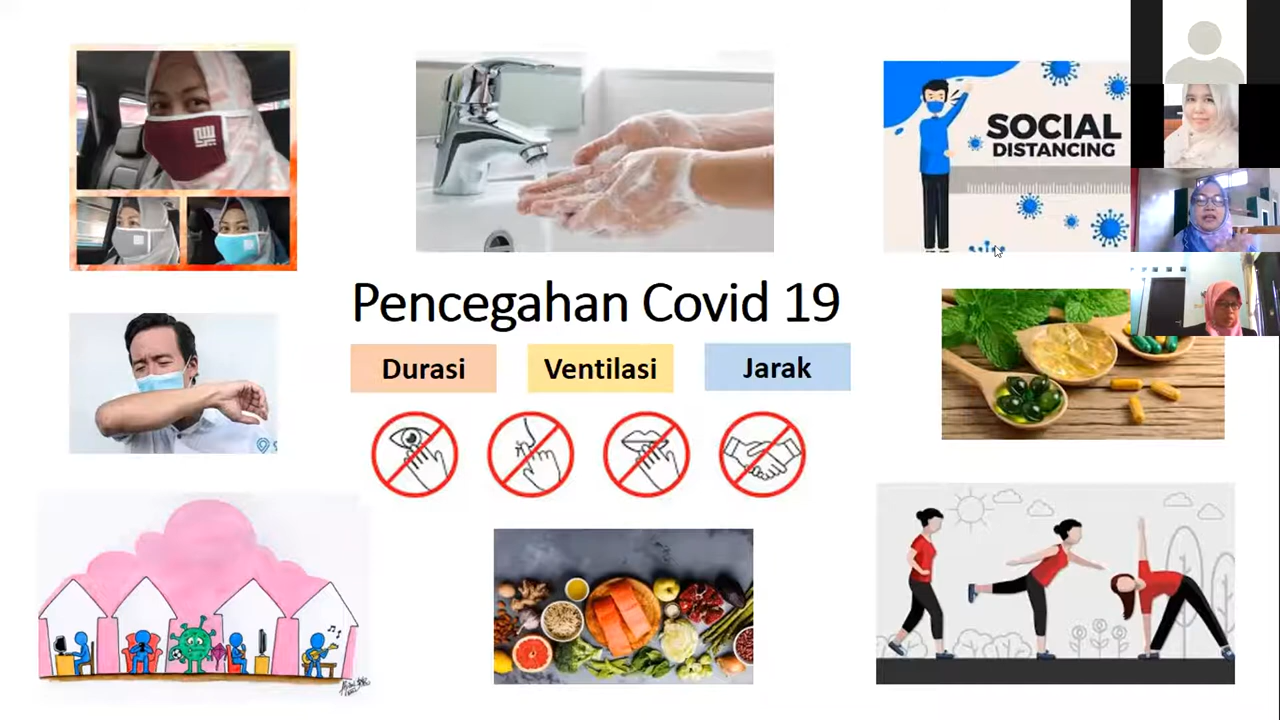 SOCIAL
DISTANCING
Pencegahan Covid 19
Durasi
Ventilasi
Jarak